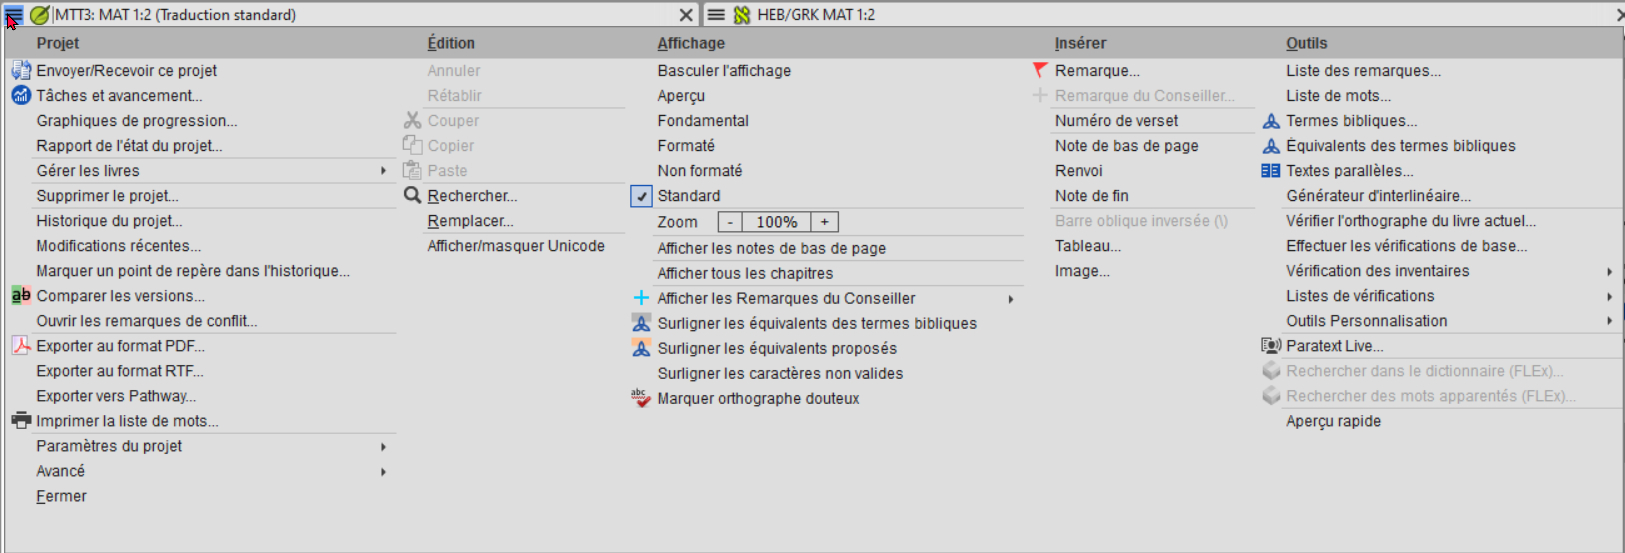 MTT3: MAT 1:2 (Traduction standard)
HEB/GRK MAT 1:2
Projet
Envoyer/Recevoir ce projet
Tâches et avancement...
Graphiques de progression...
Rapport de l'état du projet...
Gérer les livres
Supprimer le projet...
Historique du projet...
Modifications récentes...
Marquer un point de repère dans l'historique...
Comparer les versions...
Ouvrir les remarques de conflit...
Exporter au format PDF...
Exporter au format RTF...
Exporter vers Pathway...
Imprimer la liste de mots...
Paramètres du projet
Avancé
Fermer
Édition
Annuler
Rétablir
Couper
Copier
Paste
Rechercher...
Remplacer...
Afficher/masquer Unicode
Affichage
Basculer l'affichage
Aperçu
Fondamental
Formaté
Non formaté
Standard
Zoom - 100% +
Afficher les notes de bas de page
Afficher tous les chapitres
Afficher les Remarques du Conseiller
Surligner les équivalents des termes bibliques
Surligner les équivalents proposés
Surligner les caractères non valides
Marquer orthographe douteux
Insérer
Remarque...
Remarque du Conseiller...
Numéro de verset
Note de bas de page
Renvoi
Note de fin
Barre oblique inversée (\)
Tableau...
Image...
Outils
Liste des remarques...
Liste de mots...
Termes bibliques...
Équivalents des termes bibliques
Textes parallèles...
Générateur d'interlinéaire...
Vérifier l'orthographe du livre actuel...
Effectuer les vérifications de base...
Vérification des inventaires
Listes de vérifications
Outils Personnalisation
Paratext Live...
Rechercher dans le dictionnaire (FLEx)...
Rechercher des mots apparentés (FLEx)...
Aperçu rapide